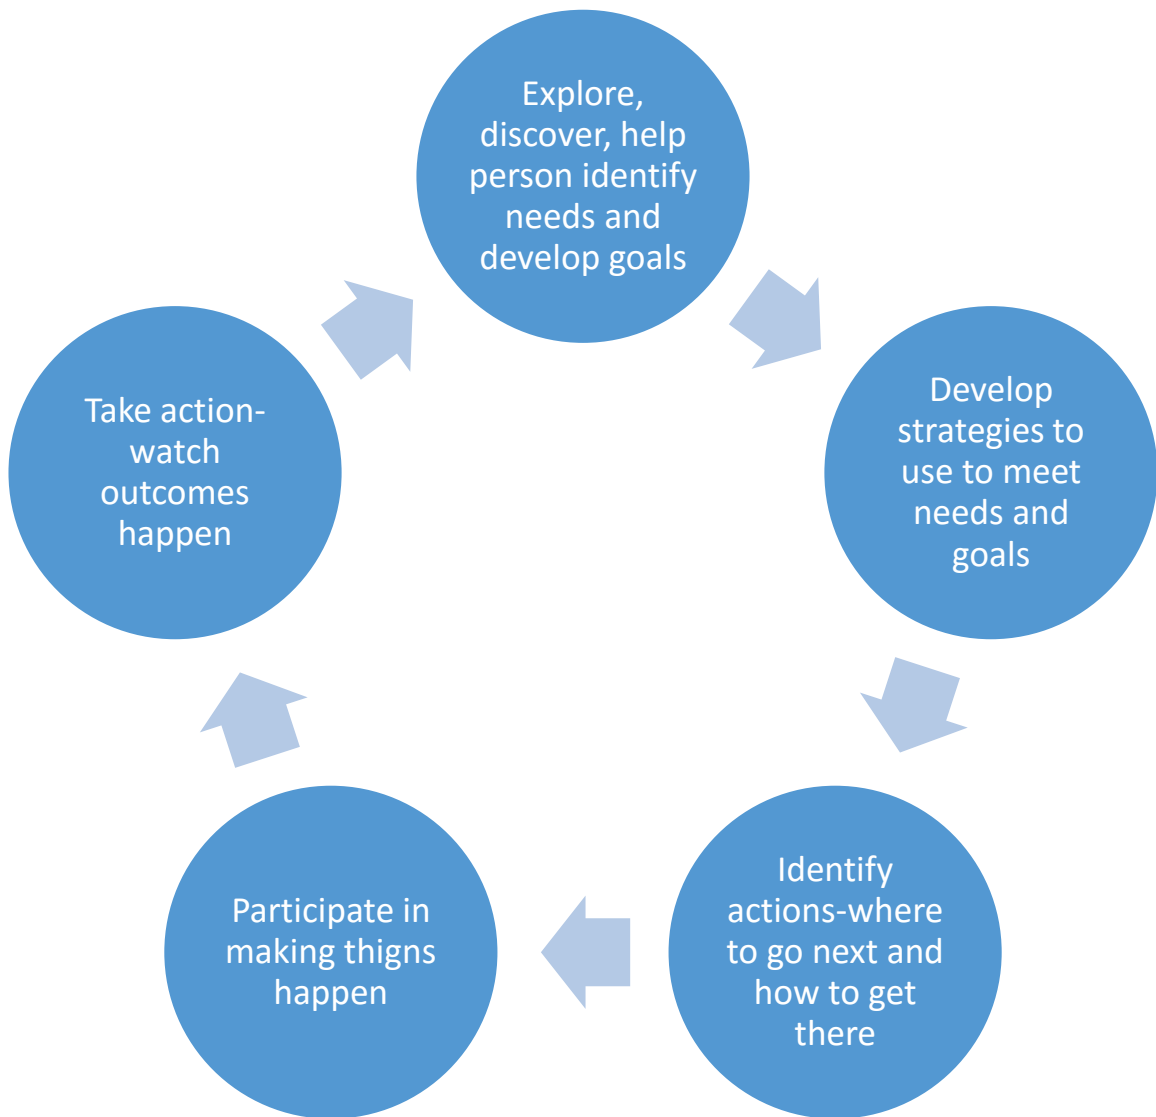 Explore,
discover, help
person identify
needs and
develop goals
Develop
strategies to
use to meet
needs and
goals
Identify
actions-where
to go next and
how to get
there
Participate in
making thigns
happen
Take action-
watch
outcomes
happen